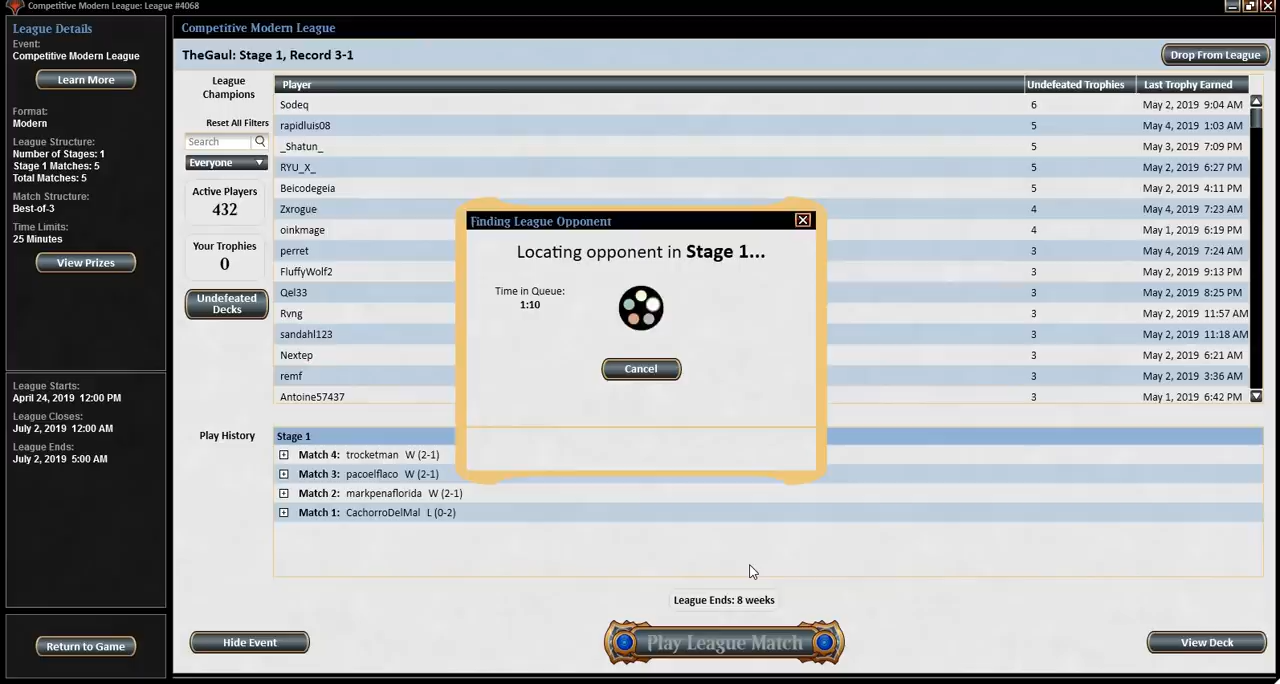 Competitive Modern League: League #4068
League Details
Event:
Competitive Modern League
Learn More
Format:
Modern
League Structure:
Number of Stages: 1
Stage 1 Matches: 5
Total Matches: 5
Match Structure:
Best-of-3
Time Limits:
25 Minutes
View Prizes
League Starts:
April 24, 2019 12:00 PM
League Closes:
July 2, 2019 12:00 AM
League Ends:
July 2, 2019 5:00 AM
Return to Game
Competitive Modern League
TheGaul: Stage 1, Record 3-1
Drop From League
League
Champions
Reset All Filters
Search
Everyone
Active Players
432
Your Trophies
0
Undefeated
Decks
Player Undefeated Trophies Last Trophy Earned
Sodeq 6 May 2, 2019 9:04 AM
rapidluis08 5 May 4, 2019 1:03 AM
_Shatun_ 5 May 3, 2019 7:09 PM
RYU_X_ 5 May 2, 2019 6:27 PM
Beicodegeia 5 May 2, 2019 4:11 PM
Zxrogue 4 May 4, 2019 7:23 AM
oinkmage 4 May 1, 2019 6:19 PM
perret 3 May 4, 2019 7:24 AM
FluffyWolf2 3 May 2, 2019 9:13 PM
Qel33 3 May 2, 2019 8:25 PM
Rvng 3 May 2, 2019 11:57 AM
sandahl123 3 May 2, 2019 11:18 AM
Nextep 3 May 2, 2019 6:21 AM
remf 3 May 2, 2019 3:36 AM
Antoine57437 3 May 1, 2019 6:42 PM
Finding League Opponent
Locating opponent in Stage 1...
Time in Queue:
1:10
Cancel
Play History
Stage 1
Match 4: trocketman W (2-1)
Match 3: pacoelflaco W (2-1)
Match 2: markpenaflorida W (2-1)
Match 1: CachorroDelMal L (0-2)
League Ends: 8 weeks
Hide Event
Play League Match
View Deck